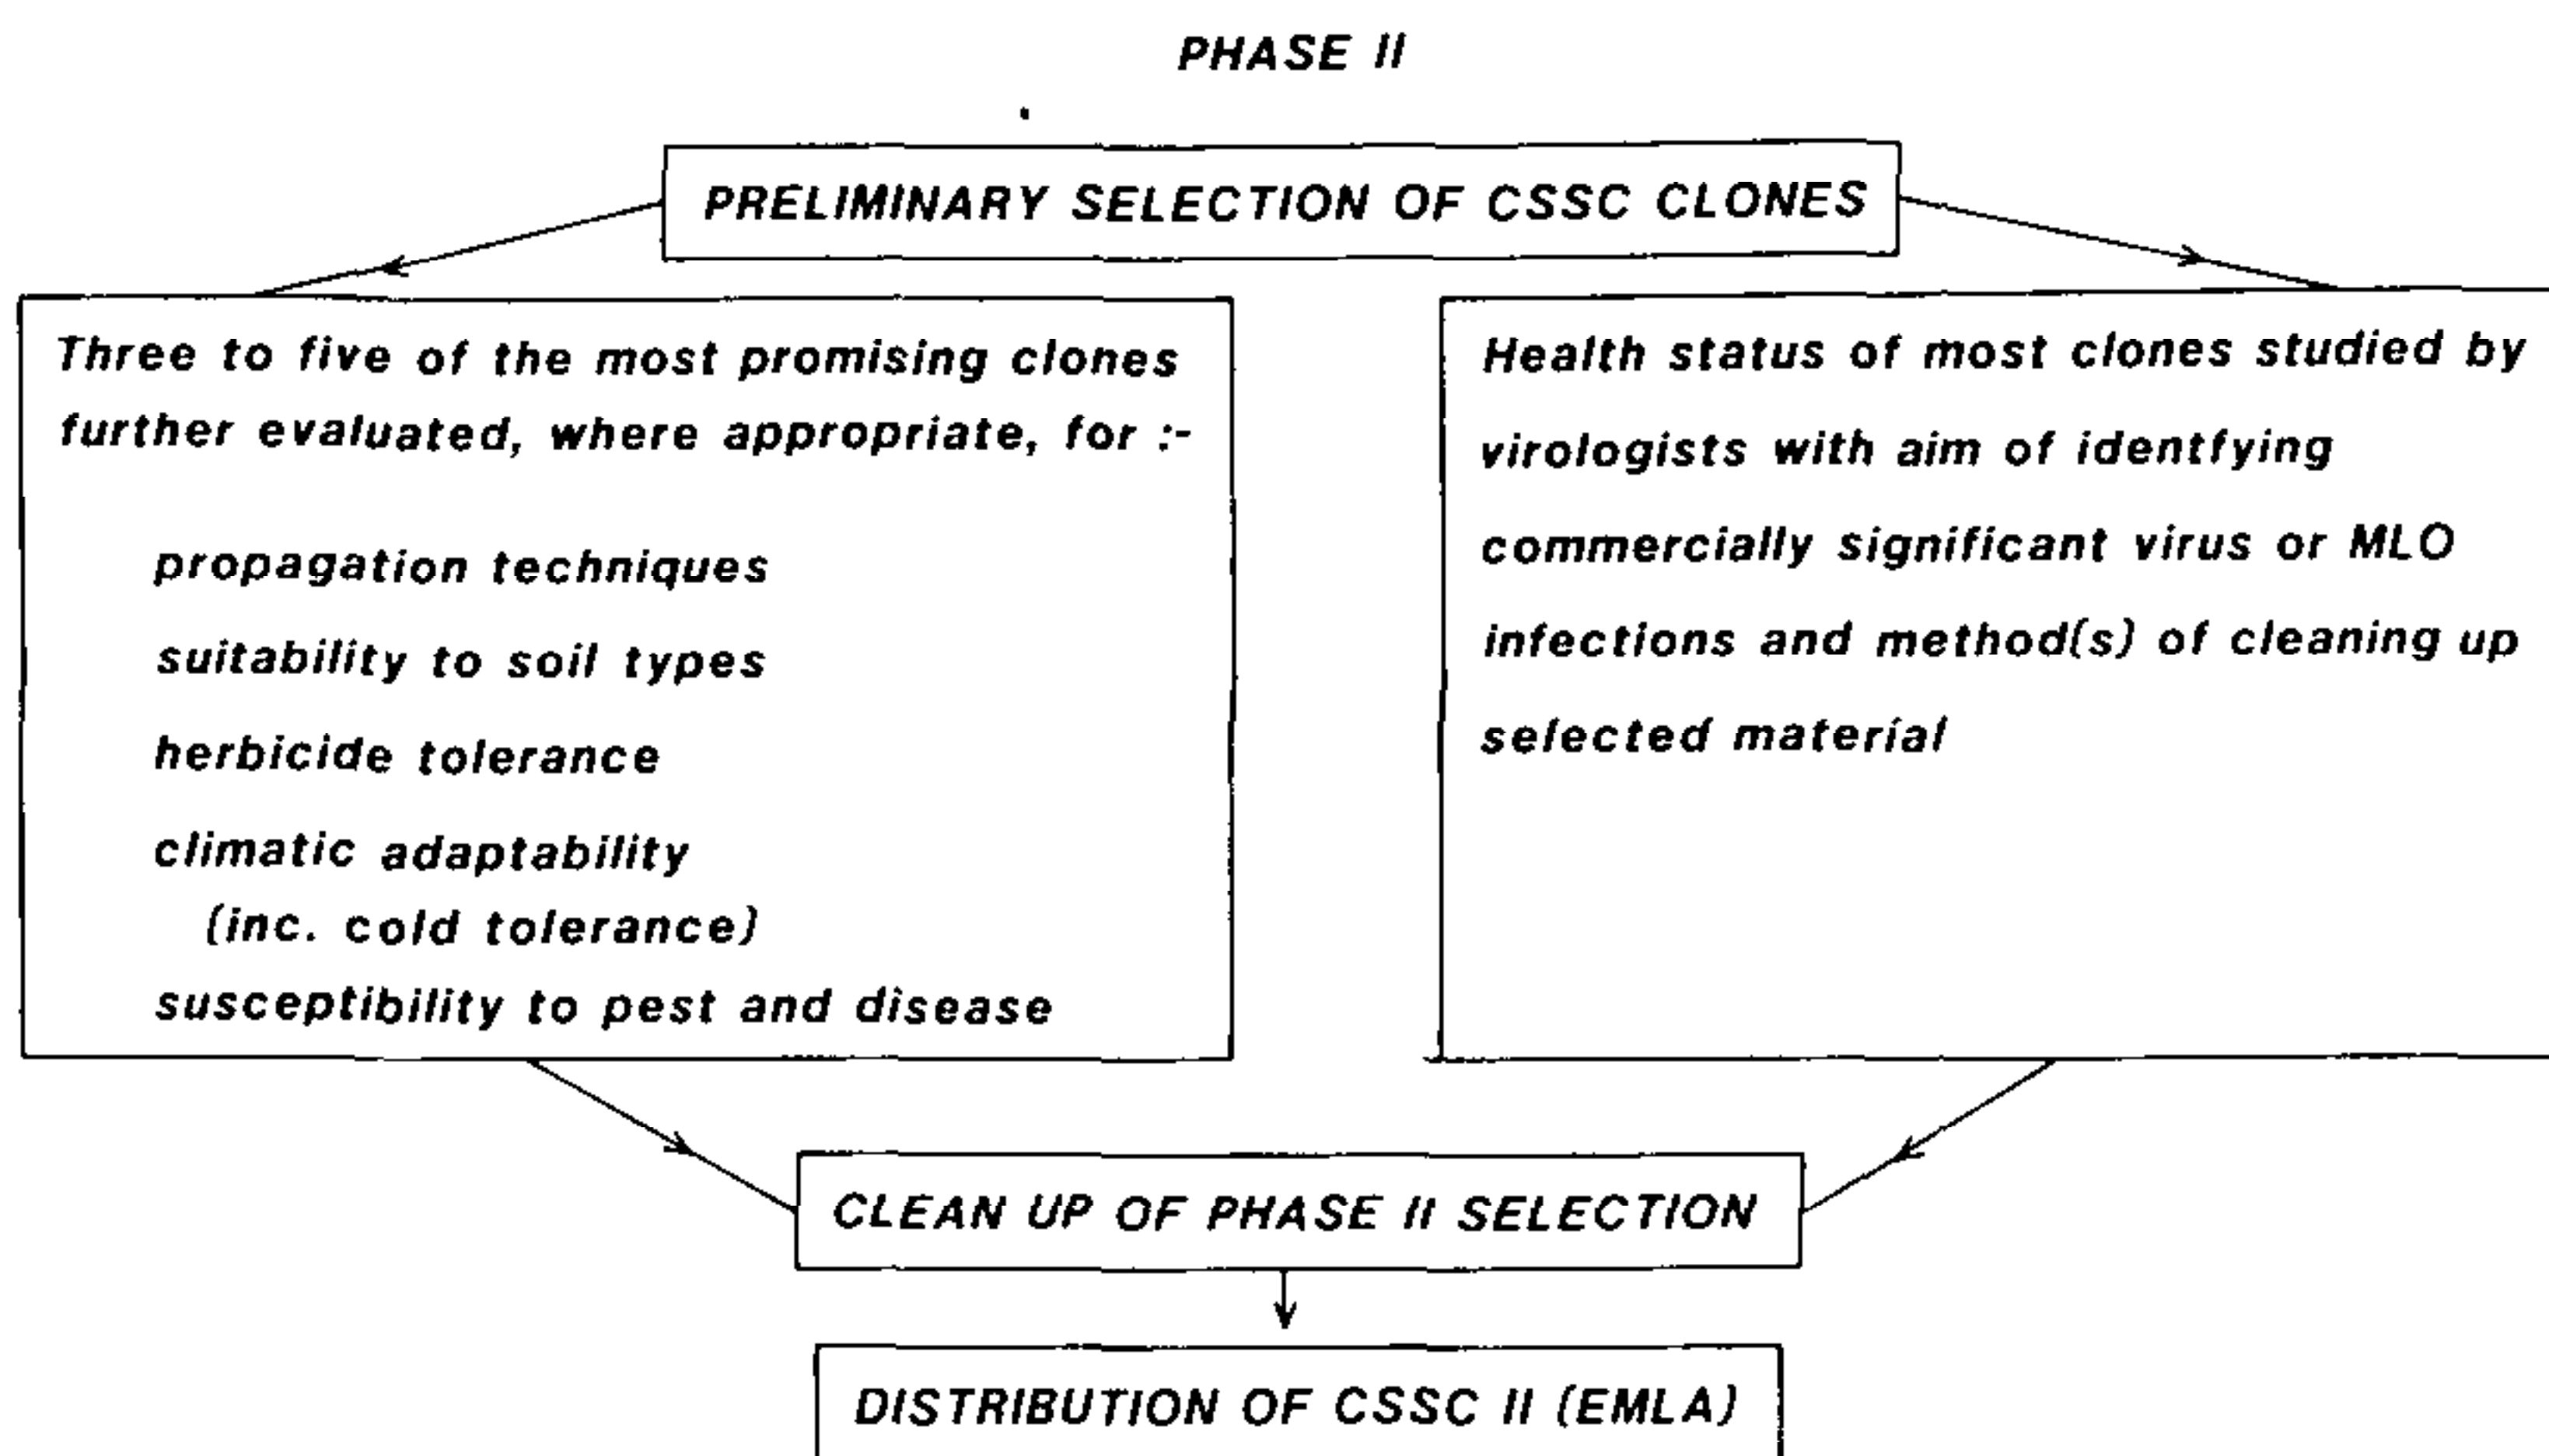 PHASE II
PRELIMINARY SELECTION OF CSSC CLONES
Three to five of the most promising clones
further evaluated, where appropriate, for :-
propagation techniques
suitability to soil types
herbicide tolerance
climatic adaptability
(inc. cold tolerance)
susceptibility to pest and disease
Health status of most clones studied by
virologists with aim of identfying
commercially significant virus or MLO
infections and method(s) of cleaning up
selected material
CLEAN UP OF PHASE II SELECTION
DISTRIBUTION OF CSSC II (EMLA)